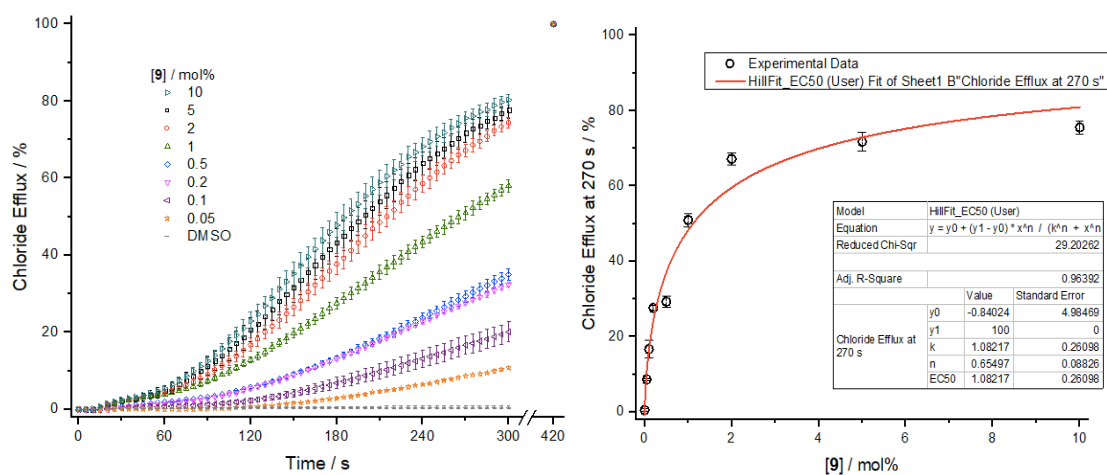 Chloride Efflux / %
100
80
60
40
20
0
[9] / mol%
10
5
2
1
0.5
0.2
0.1
0.05
DMSO
0 60 120 180 240 300 420
Time / s
Chloride Efflux at 270 s / %
100
80
60
40
20
0
Experimental Data
HillFit_EC50 (User) Fit of Sheet1 B"Chloride Efflux at 270 s"
Model HillFit_EC50 (User)
Equation y = y0 + (y1 - y0) * x^n / (k^n + x^n
Reduced Chi-Sqr 29.20262
Adj. R-Square 0.96392
Value Standard Error
Chloride Efflux at 270 s
y0 -0.84024 4.98469
y1 100 0
k 1.08217 0.26098
n 0.65497 0.08826
EC50 1.08217 0.26098
0 2 4 6 8 10
[9] / mol%